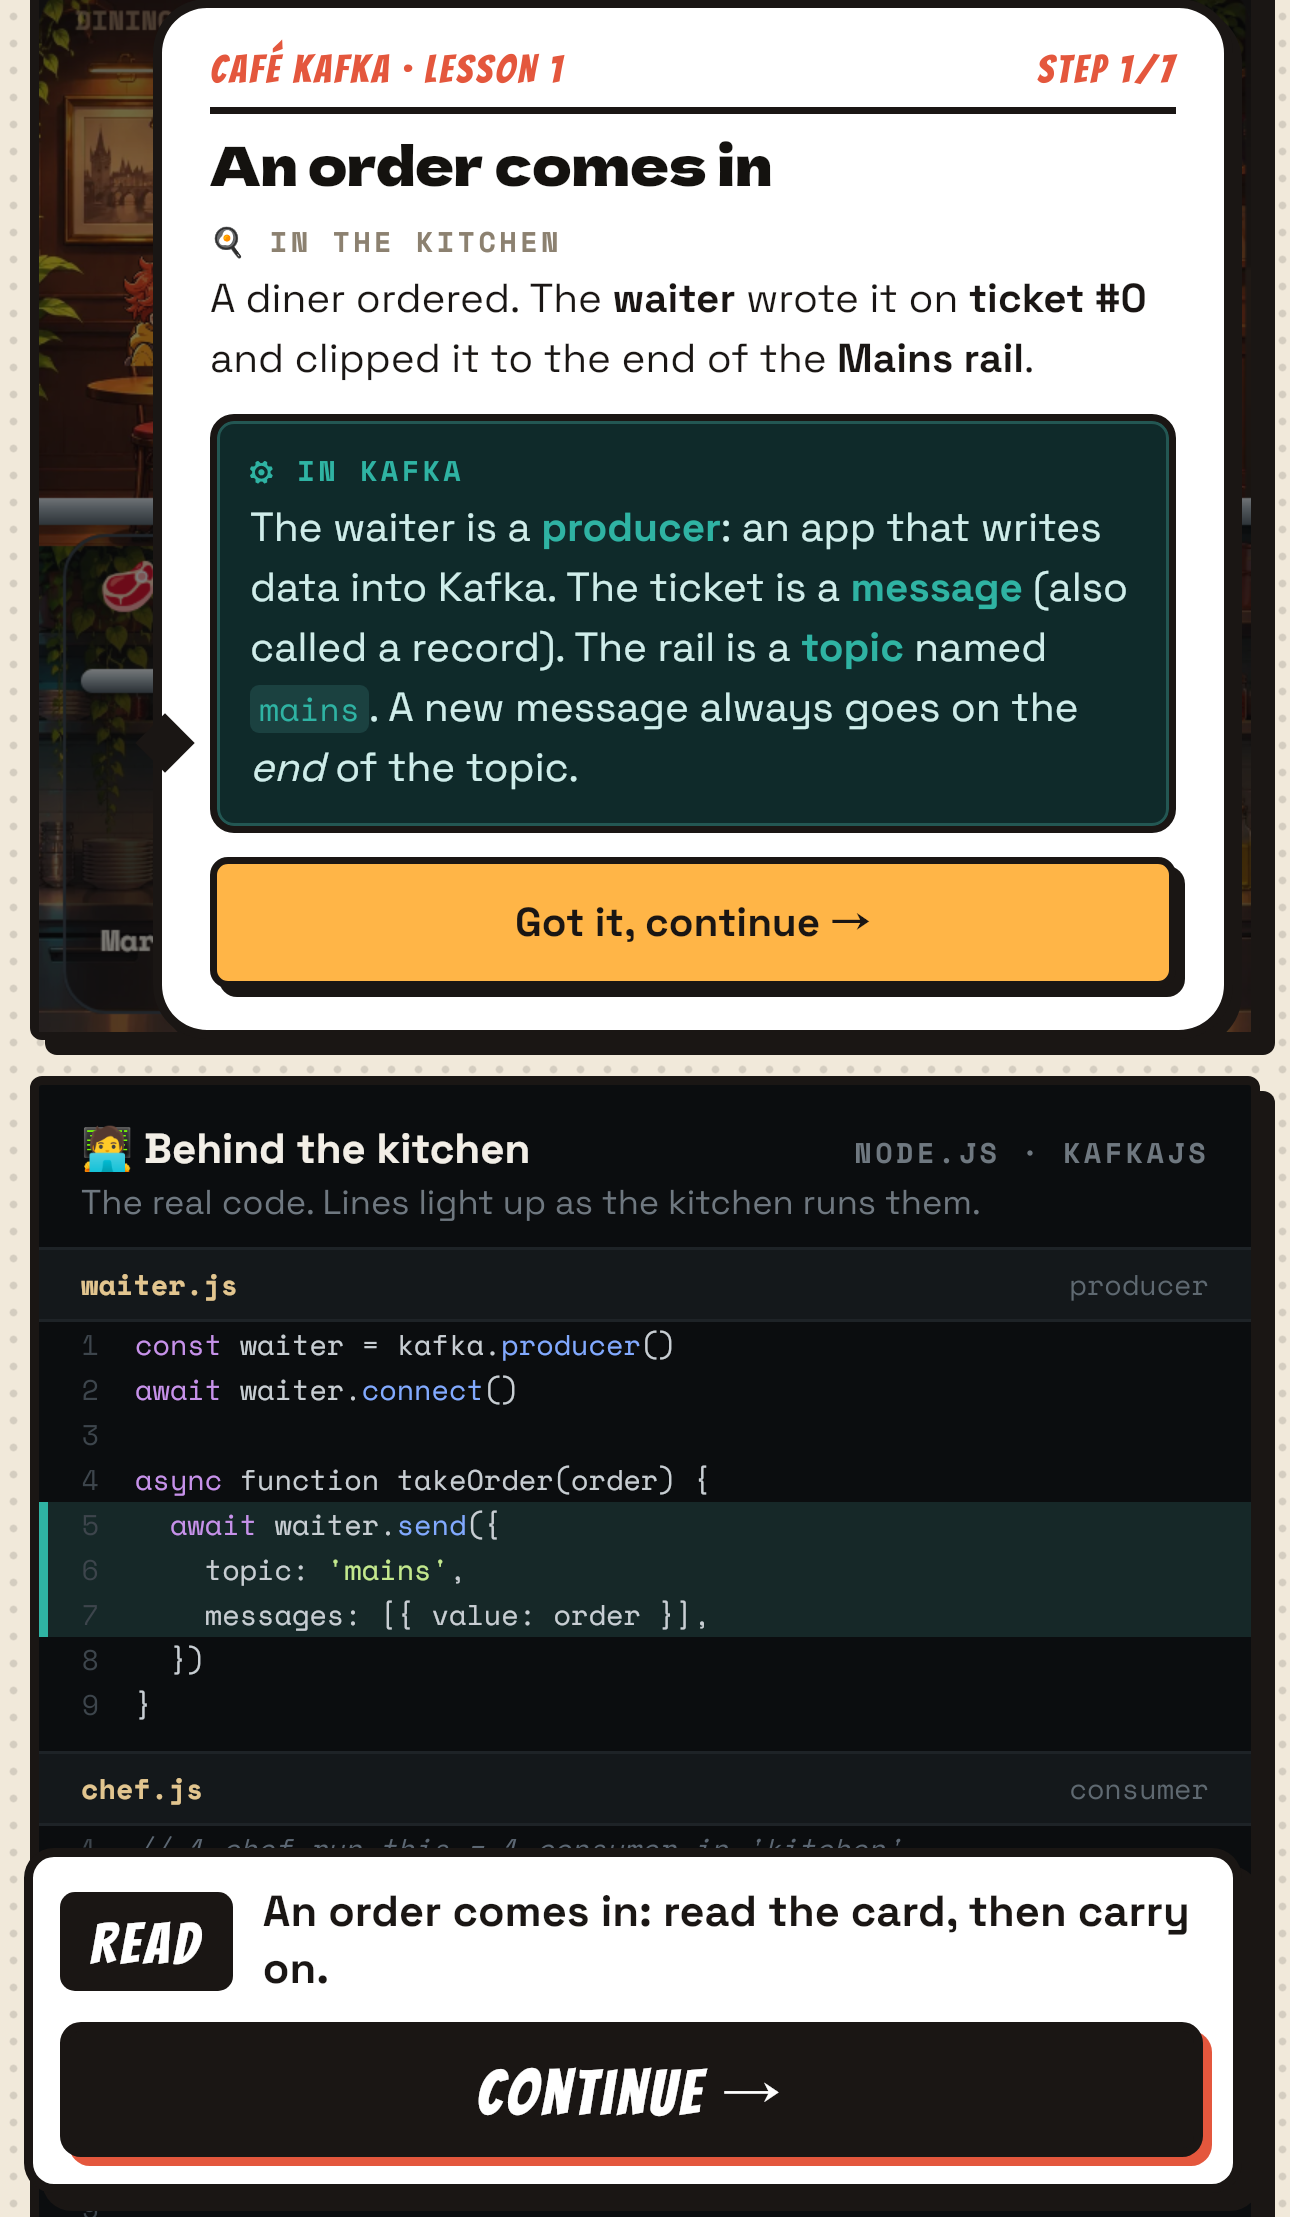 DINING
CAFÉ KAFKA · LESSON 1
STEP 1/7
An order comes in
🍳 IN THE KITCHEN
A diner ordered. The waiter wrote it on ticket #0
and clipped it to the end of the Mains rail.
⚙ IN KAFKA
The waiter is a producer: an app that writes
data into Kafka. The ticket is a message (also
called a record). The rail is a topic named
mains. A new message always goes on the
end of the topic.
Mar
Got it, continue →
🧑‍💻 Behind the kitchen
NODE.JS · KAFKAJS
The real code. Lines light up as the kitchen runs them.
waiter.js producer
1 const waiter = kafka.producer()
2 await waiter.connect()
3
4 async function takeOrder(order) {
5 await waiter.send({
6 topic: 'mains',
7 messages: [{ value: order }],
8 })
9 }
chef.js consumer
READ
An order comes in: read the card, then carry
on.
CONTINUE →